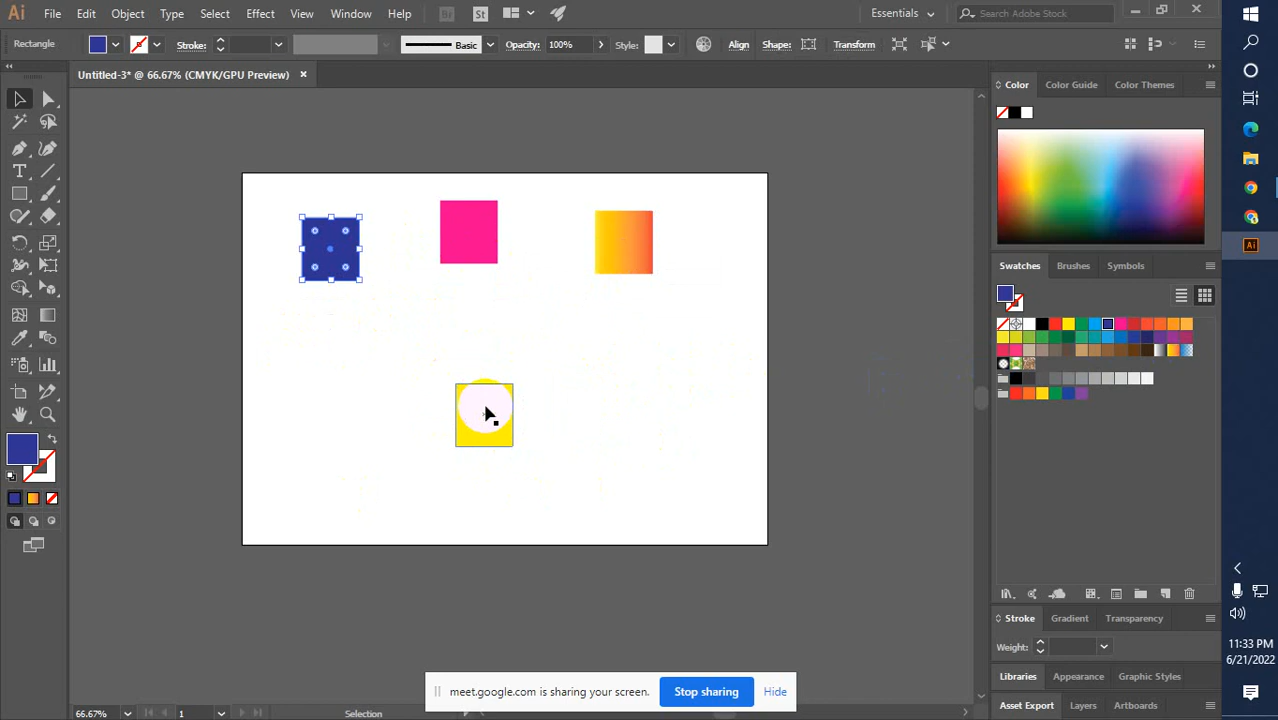 Ai File Edit Object Type Select Effect View Window Help Br St Essentials Search Adobe Stock
Rectangle Stroke: Basic Opacity: 100% Style: Align Shape: Transform
Untitled-3* @ 66.67% (CMYK/GPU Preview)
Color Color Guide Color Themes
Swatches Brushes Symbols
Stroke Gradient Transparency
Weight:
Libraries Appearance Graphic Styles
Asset Export Layers Artboards
meet.google.com is sharing your screen. Stop sharing Hide
66.67% 1 Selection
Ai
11:33 PM
6/21/2022